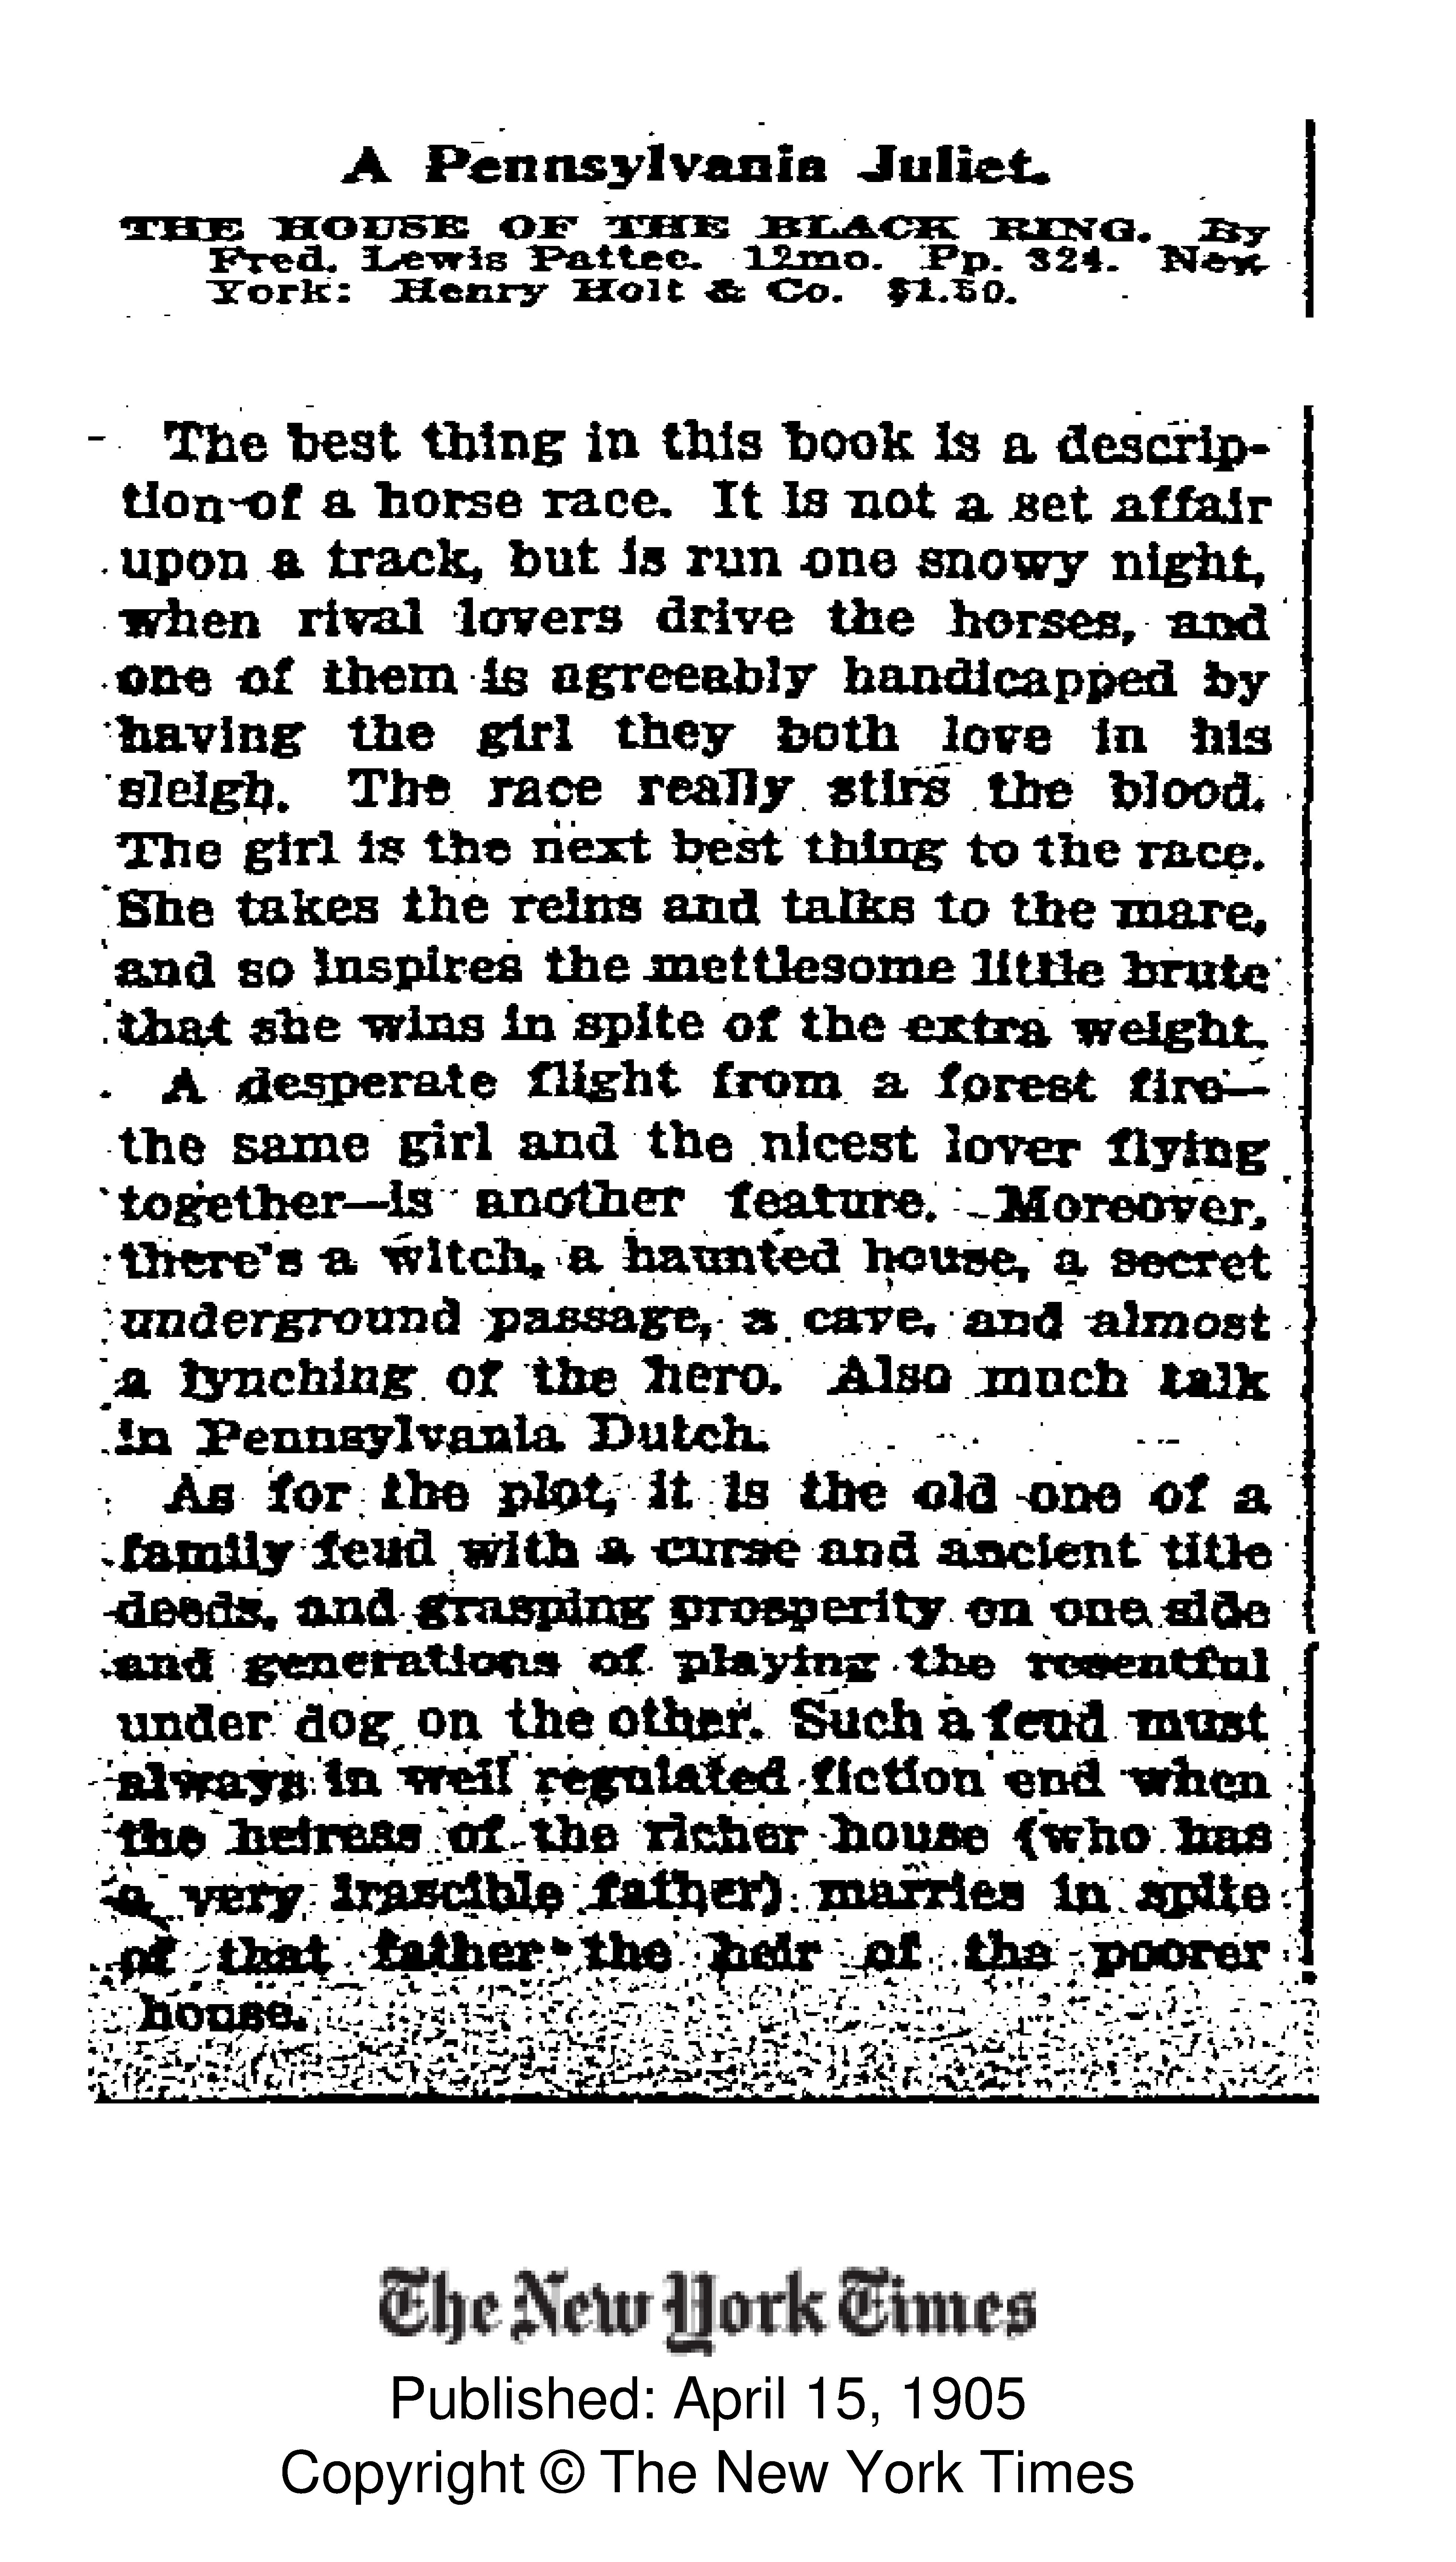 A Pennsylvania Juliet.
THE HOUSE OF THE BLACK RING. By
Fred. Lewis Pattee. 12mo. Pp. 324. New
York: Henry Holt & Co. $1.50.
The best thing in this book is a descrip-
tion of a horse race. It is not a set affair
upon a track, but is run one snowy night,
when rival lovers drive the horses, and
one of them is agreeably handicapped by
having the girl they both love in his
sleigh. The race really stirs the blood.
The girl is the next best thing to the race.
She takes the reins and talks to the mare,
and so inspires the mettlesome little brute
that she wins in spite of the extra weight.
A desperate flight from a forest fire—
the same girl and the nicest lover flying
together—is another feature. Moreover,
there's a witch, a haunted house, a secret
underground passage, a cave, and almost
a lynching of the hero. Also much talk
in Pennsylvania Dutch.
As for the plot, it is the old one of a
family feud with a curse and ancient title
deeds, and grasping prosperity on one side
and generations of playing the resentful
under dog on the other. Such a feud must
always in well regulated fiction end when
the heiress of the richer house (who has
a very irascible father) marries in spite
of that father the heir of the poorer
house.
The New York Times
Published: April 15, 1905
Copyright © The New York Times